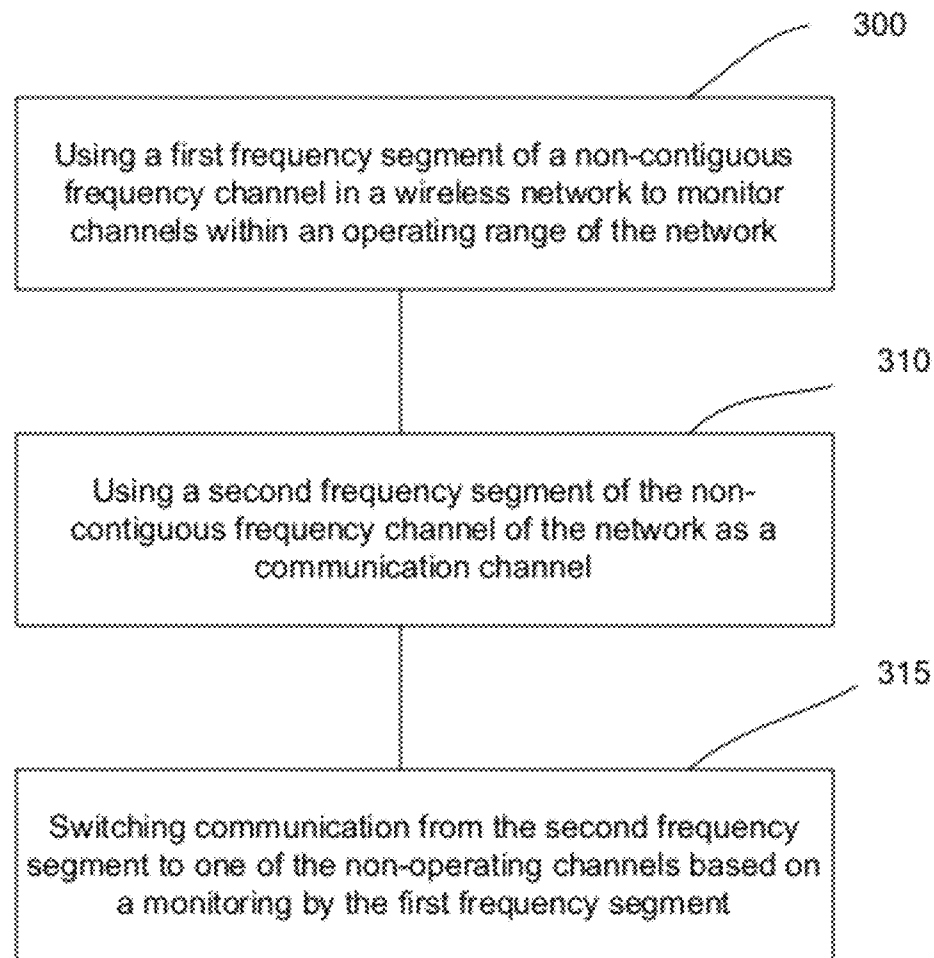 300
Using a first frequency segment of a non-contiguous
frequency channel in a wireless network to monitor
channels within an operating range of the network
310
Using a second frequency segment of the non-
contiguous frequency channel of the network as a
communication channel
315
Switching communication from the second frequency
segment to one of the non-operating channels based on
a monitoring by the first frequency segment